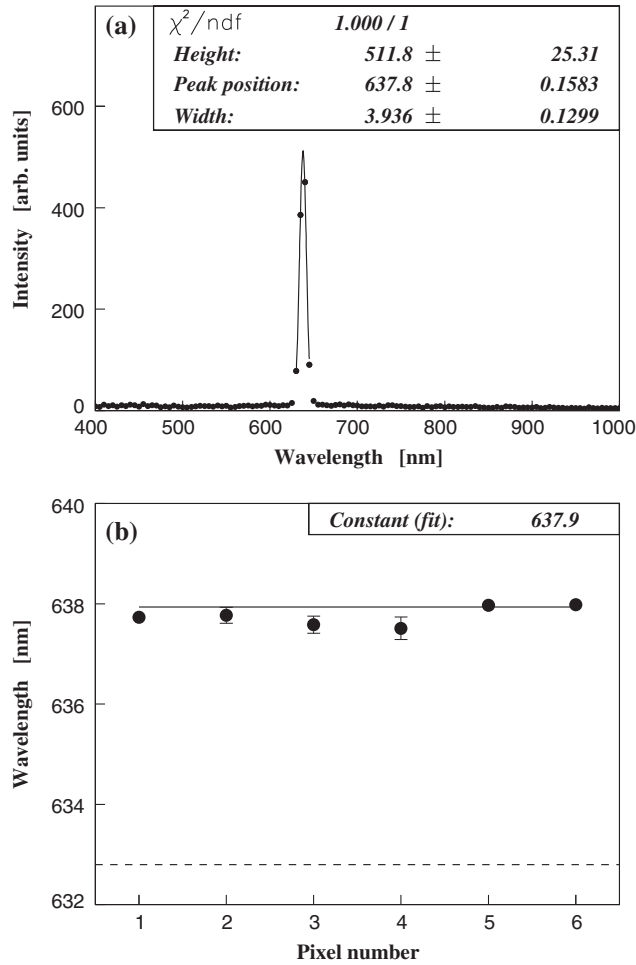 (a)
χ²/ndf 1.000 / 1
Height: 511.8 ± 25.31
Peak position: 637.8 ± 0.1583
Width: 3.936 ± 0.1299
Intensity [arb. units]
600
400
200
0
400 500 600 700 800 900 1000
Wavelength [nm]
(b)
Constant (fit): 637.9
Wavelength [nm]
640
638
636
634
632
1 2 3 4 5 6
Pixel number